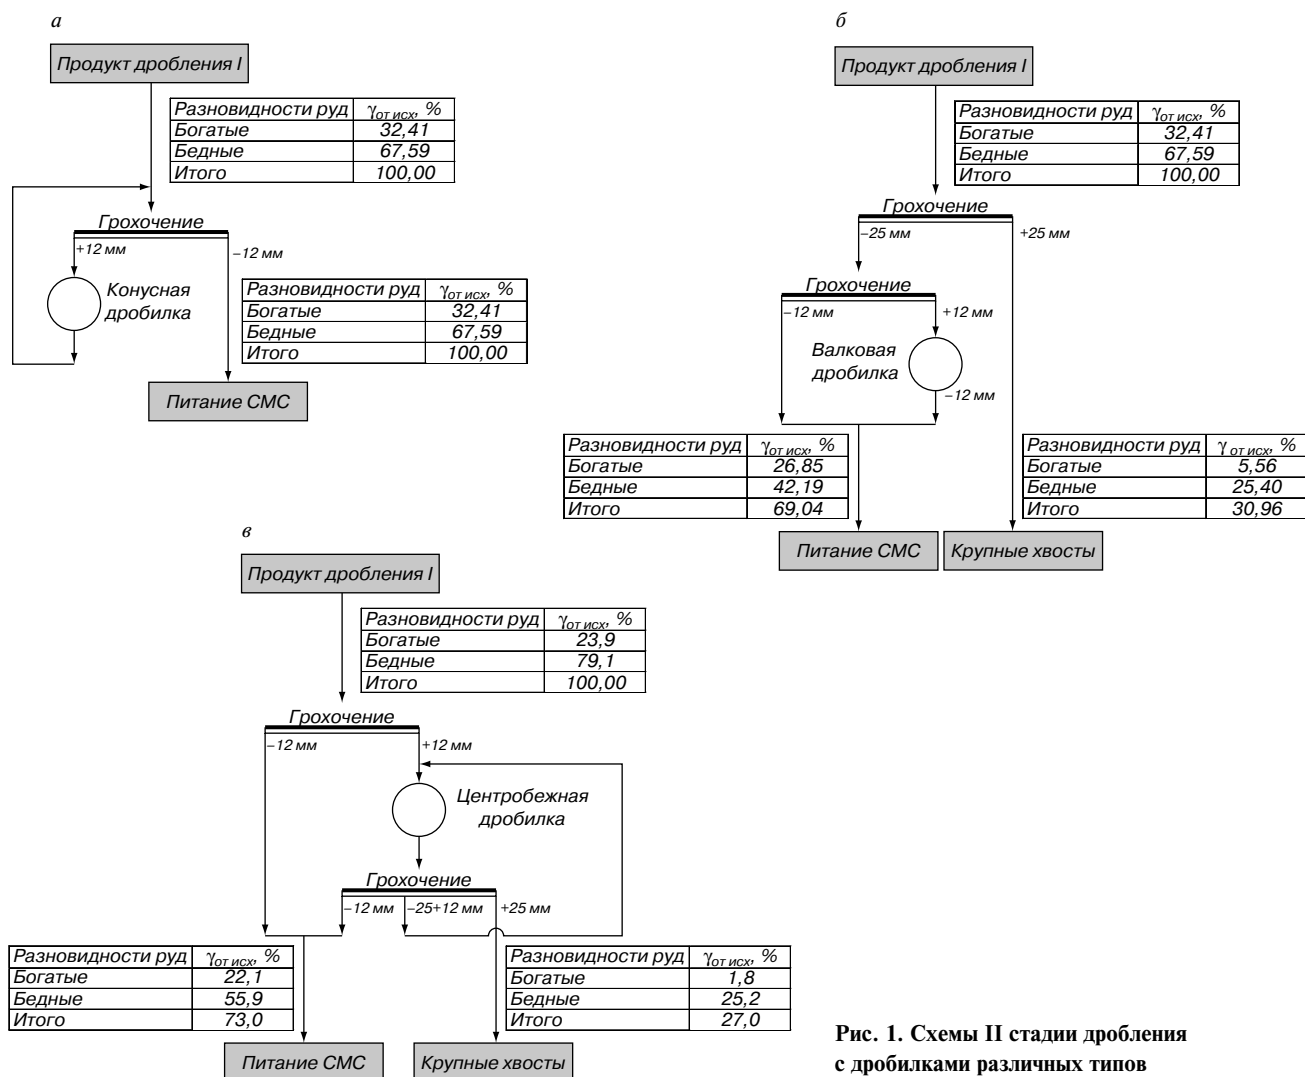 а
Продукт дробления I
Разновидности руд γот исх, %
Богатые 32,41
Бедные 67,59
Итого 100,00
Грохочение
+12 мм −12 мм
Конусная
дробилка
Разновидности руд γот исх, %
Богатые 32,41
Бедные 67,59
Итого 100,00
Питание СМС
б
Продукт дробления I
Разновидности руд γот исх, %
Богатые 32,41
Бедные 67,59
Итого 100,00
Грохочение
−25 мм +25 мм
Грохочение
−12 мм +12 мм
Валковая
дробилка
−12 мм
Разновидности руд γот исх, %
Богатые 26,85
Бедные 42,19
Итого 69,04
Разновидности руд γот исх, %
Богатые 5,56
Бедные 25,40
Итого 30,96
Питание СМС
Крупные хвосты
в
Продукт дробления I
Разновидности руд γот исх, %
Богатые 23,9
Бедные 79,1
Итого 100,00
Грохочение
−12 мм +12 мм
Центробежная
дробилка
Грохочение
−12 мм −25+12 мм +25 мм
Разновидности руд γот исх, %
Богатые 22,1
Бедные 55,9
Итого 73,0
Разновидности руд γот исх, %
Богатые 1,8
Бедные 25,2
Итого 27,0
Питание СМС
Крупные хвосты
Рис. 1. Схемы II стадии дробления
с дробилками различных типов